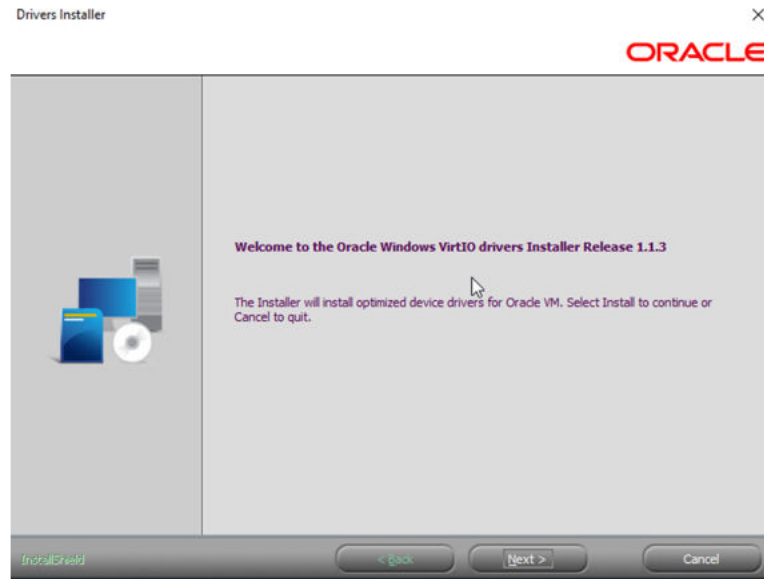 Drivers Installer
ORACLE
Welcome to the Oracle Windows VirtIO drivers Installer Release 1.1.3
The Installer will install optimized device drivers for Oracle VM. Select Install to continue or
Cancel to quit.
InstallShield
< Back
Next >
Cancel